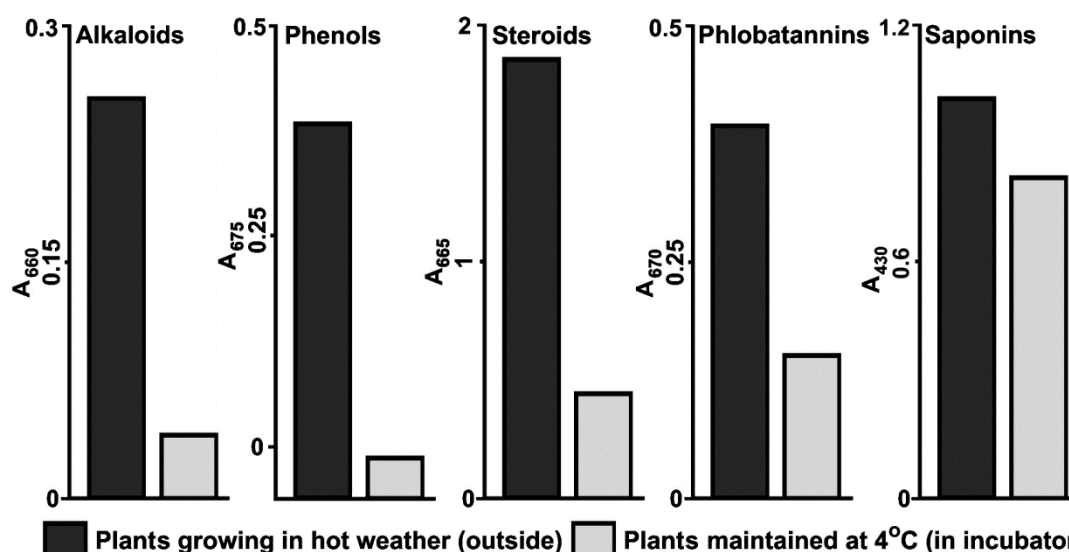 Alkaloids
A660
0.3
0.15
0
Phenols
A675
0.5
0.25
0
Steroids
A665
2
1
0
Phlobatannins
A670
0.5
0.25
0
Saponins
A430
1.2
0.6
0
Plants growing in hot weather (outside)
Plants maintained at 4°C (in incubator